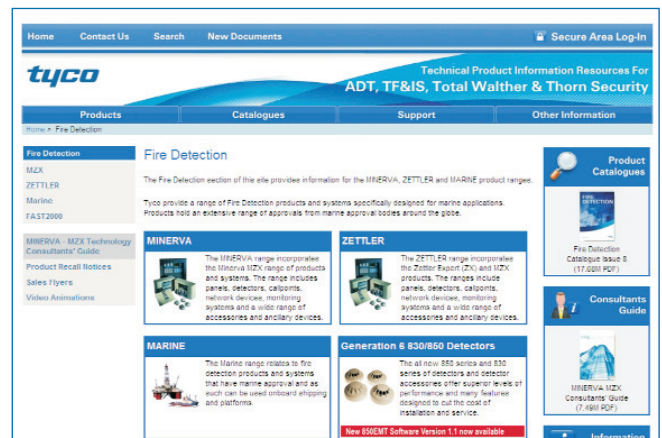 Home Contact Us Search New Documents Secure Area Log-In
tyco
Technical Product Information Resources For
ADT, TF&IS, Total Walther & Thorn Security
Products Catalogues Support Other Information
Home > Fire Detection
Fire Detection
MZX
ZETTLER
Marine
FAST2000
MINERVA - MZX Technology
Consultants' Guide
Product Recall Notices
Sales Flyers
Video Animations
Fire Detection
The Fire Detection section of this site provides information for the MINERVA, ZETTLER and MARINE product ranges.
Tyco provide a range of Fire Detection products and systems specifically designed for marine applications.
Products hold an extensive range of approvals from marine approval bodies around the globe.
MINERVA
The MINERVA range incorporates
the Minerva MZX range of products
and systems. The range includes
panels, detectors, callpoints,
network devices, monitoring
systems and a wide range of
accessories and ancillary devices.
ZETTLER
The ZETTLER range incorporates
the Zettler Expert (ZX) and MZX
products. The ranges include
panels, detectors, callpoints,
network devices, monitoring
systems and a wide range of
accessories and ancillary devices.
MARINE
The Marine range relates to fire
detection products and systems
that have marine approval and as
such can be used onboard shipping
and platforms.
Generation 6 830/850 Detectors
The all new 850 series and 830
series of detectors and detector
accessories offer superior levels of
performance and many features
designed to cut the cost of
installation and service.
New 850EMT Software Version 1.1 now available
Product
Catalogues
FIRE
DETECTION
Fire Detection
Catalogue Issue 8
(17.68M PDF)
Consultants
Guide
MINERVA MZX
Consultants' Guide
(7.49M PDF)
Information